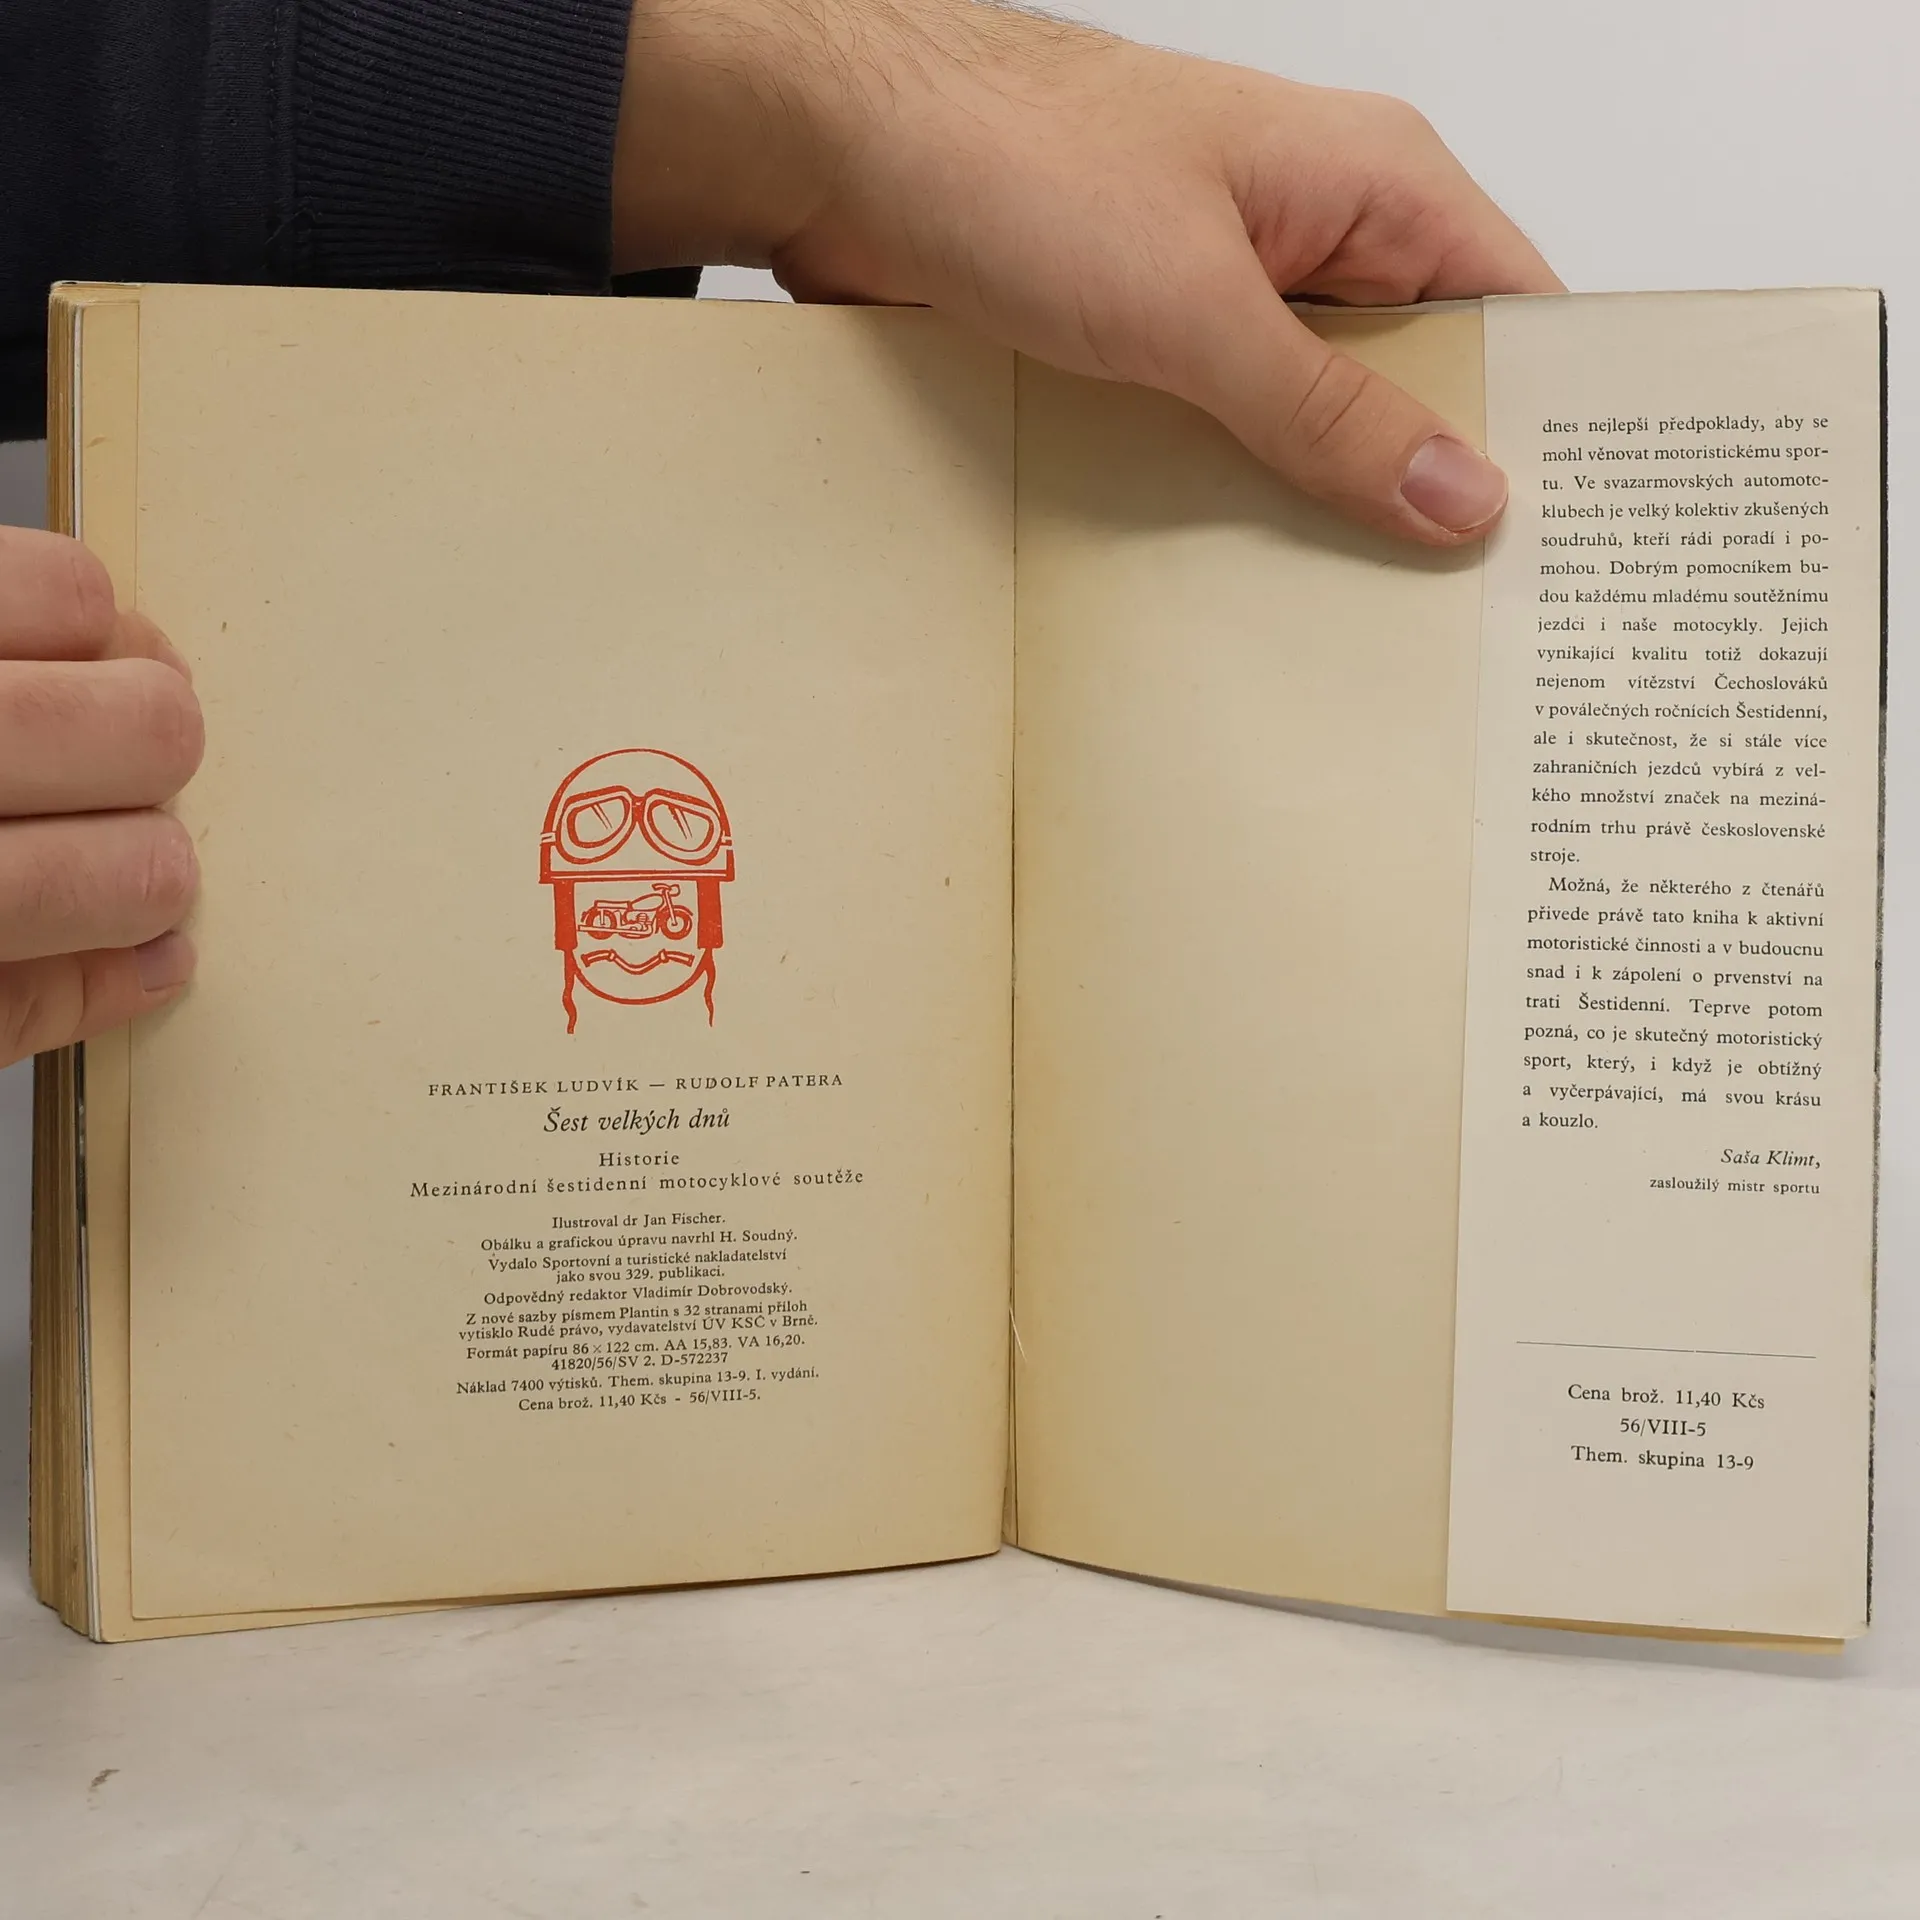 FRANTIŠEK LUDVÍK — RUDOLF PATERA
Šest velkých dnů
Historie
Mezinárodní šestidenní motocyklové soutěže
Ilustroval dr Jan Fischer.
Obálku a grafickou úpravu navrhl H. Soudný.
Vydalo Sportovní a turistické nakladatelství
jako svou 329. publikaci.
Odpovědný redaktor Vladimír Dobrovodský.
Z nové sazby písmem Plantin s 32 stranami příloh
vytisklo Rudé právo, vydavatelství ÚV KSČ v Brně.
Formát papíru 86 × 122 cm. AA 15,83. VA 16,20.
41820/56/SV 2. D-572237
Náklad 7400 výtisků. Them. skupina 13-9. I. vydání.
Cena brož. 11,40 Kčs - 56/VIII-5.
dnes nejlepší předpoklady, aby se
mohl věnovat motoristickému spor-
tu. Ve svazarmovských automoto-
klubech je velký kolektiv zkušených
soudruhů, kteří rádi poradí i po-
mohou. Dobrým pomocníkem bu-
dou každému mladému soutěžnímu
jezdci i naše motocykly. Jejich
vynikající kvalitu totiž dokazují
nejenom vítězství Čechoslováků
v poválečných ročnících Šestidenní,
ale i skutečnost, že si stále více
zahraničních jezdců vybírá z vel-
kého množství značek na meziná-
rodním trhu právě československé
stroje.
Možná, že některého z čtenářů
přivede právě tato kniha k aktivní
motoristické činnosti a v budoucnu
snad i k zápolení o prvenství na
trati Šestidenní. Teprve potom
pozná, co je skutečný motoristický
sport, který, i když je obtížný
a vyčerpávající, má svou krásu
a kouzlo.
Saša Klimt,
zasloužilý mistr sportu
Cena brož. 11,40 Kčs
56/VIII-5
Them. skupina 13-9